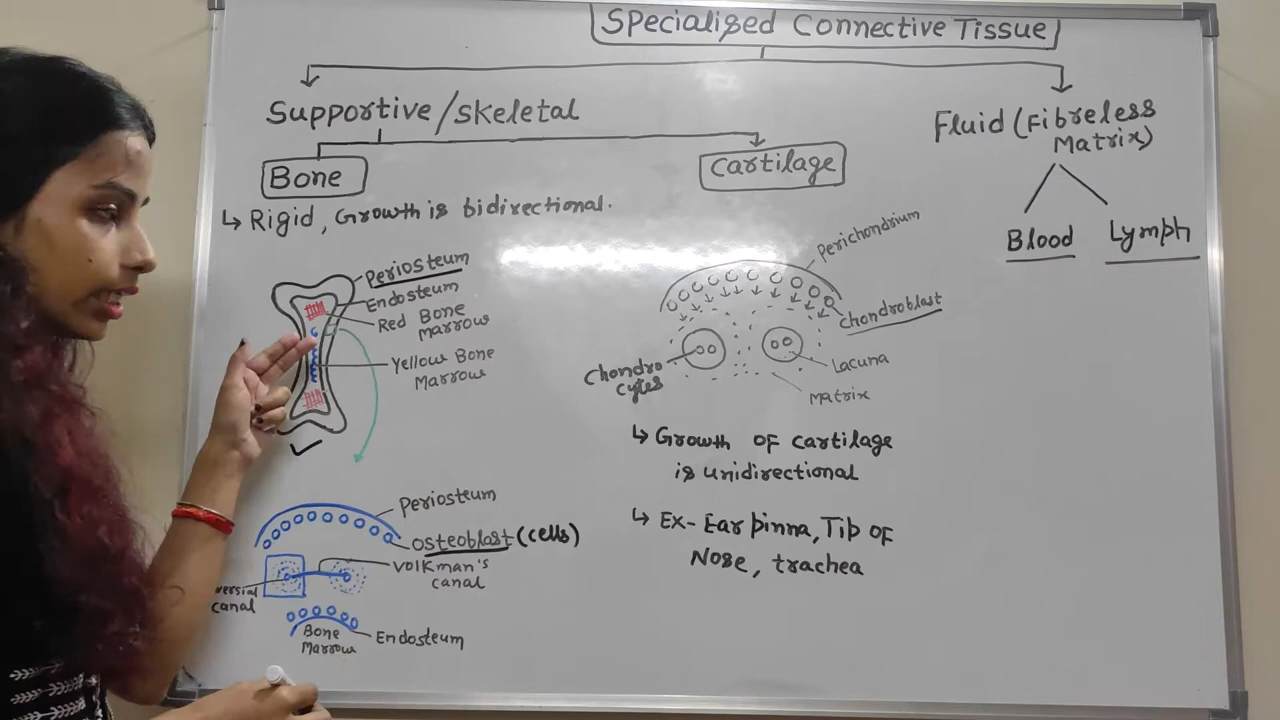 Specialized Connective Tissue
Supportive/Skeletal
Fluid (Fibreless
Matrix)
Bone
Cartilage
Blood
Lymph
↳ Rigid, Growth is bidirectional.
Periosteum
Endosteum
Red Bone
Marrow
Yellow Bone
Marrow
Perichondrium
Chondroblast
Chondro
cytes
Lacuna
Matrix
↳ Growth of cartilage
is unidirectional
↳ Ex- Ear pinna, Tip of
Nose, trachea
Periosteum
Osteoblast (cells)
Volkman's
canal
versial
canal
Bone
Marrow
Endosteum